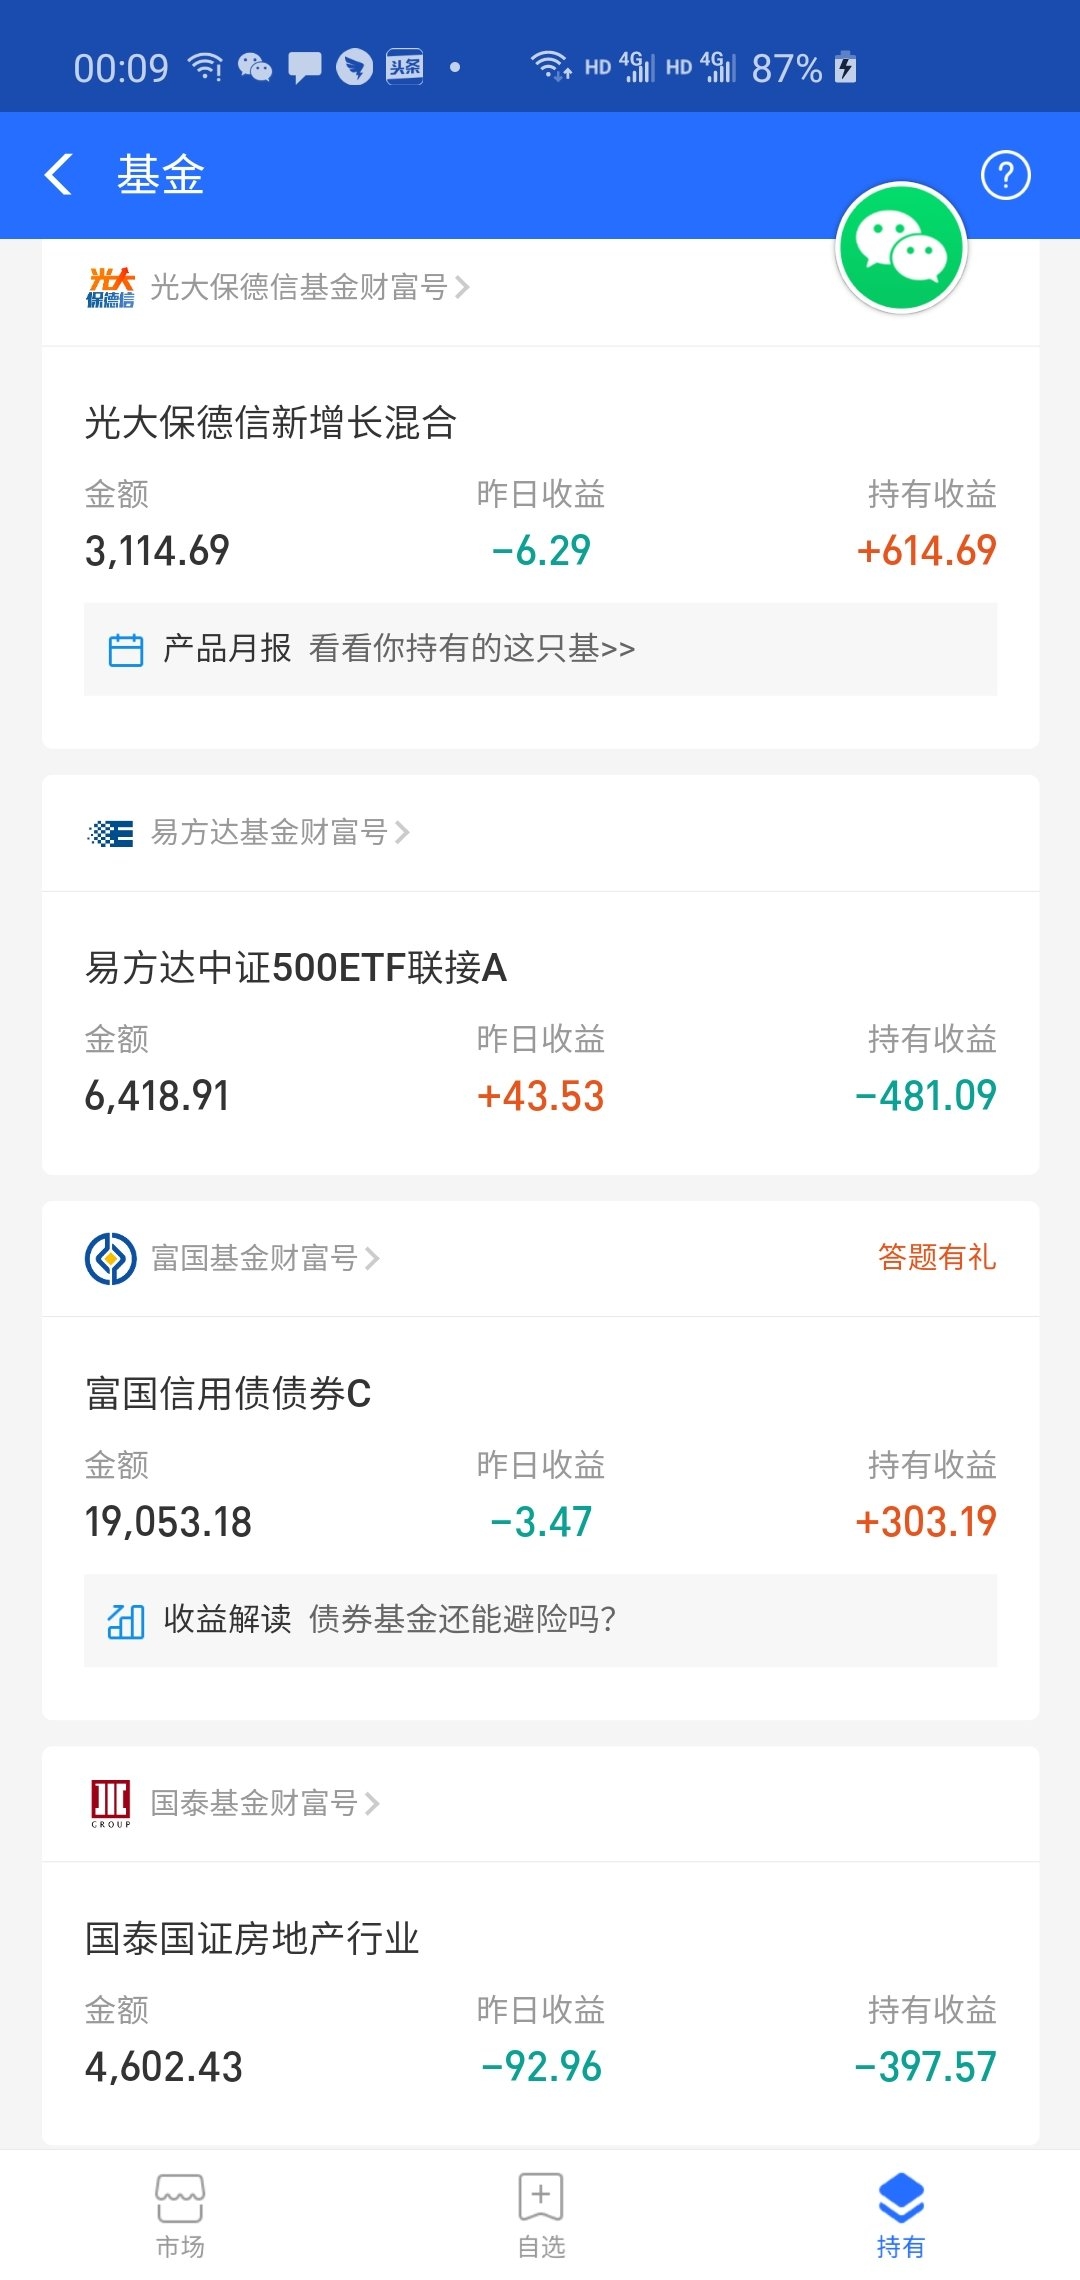 00:09 头条 HD 4G HD 4G 87%
基金
光大保德信 光大保德信基金财富号
光大保德信新增长混合
金额 昨日收益 持有收益
3,114.69 -6.29 +614.69
产品月报 看看你持有的这只基>>
易方达基金财富号
易方达中证500ETF联接A
金额 昨日收益 持有收益
6,418.91 +43.53 -481.09
富国基金财富号 答题有礼
富国信用债债券C
金额 昨日收益 持有收益
19,053.18 -3.47 +303.19
收益解读 债券基金还能避险吗?
GROUP 国泰基金财富号
国泰国证房地产行业
金额 昨日收益 持有收益
4,602.43 -92.96 -397.57
市场 自选 持有